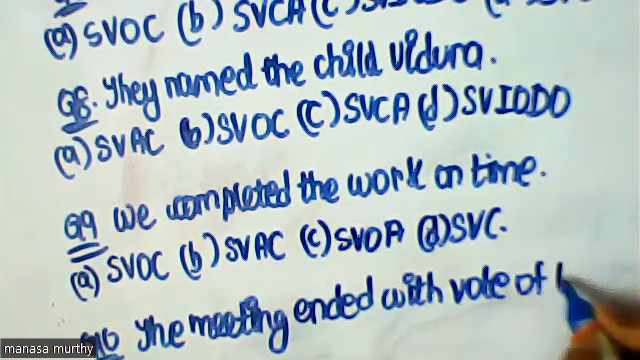 (a) SVOC (b) SVCA (c)
Q8. They named the child Vidura.
(a) SVAC (b) SVOC (c) SVCA (d) SVIODO
Q9 We completed the work on time.
(a) SVOC (b) SVAC (c) SVOA (d) SVC.
The meeting ended with vote of
manasa murthy